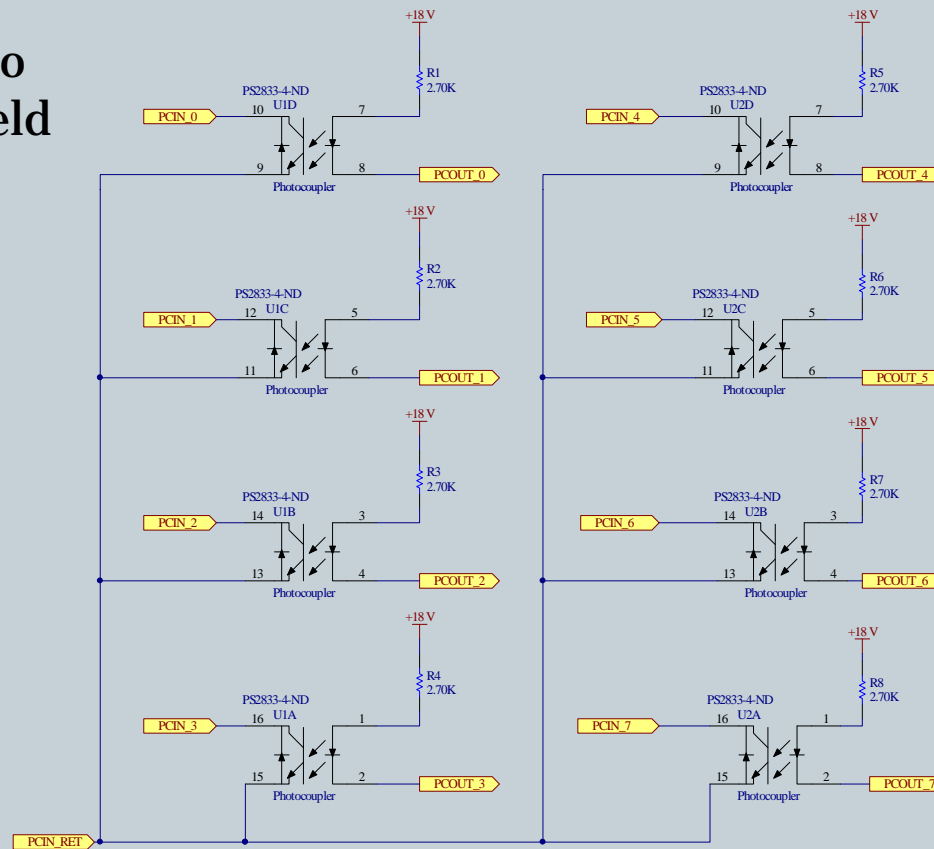 o
eld
+18 V
R1
2.70K
PS2833-4-ND
U1D
PCIN_0
10
7
9
8
PCOUT_0
Photocoupler
+18 V
R2
2.70K
PS2833-4-ND
U1C
PCIN_1
12
5
11
6
PCOUT_1
Photocoupler
+18 V
R3
2.70K
PS2833-4-ND
U1B
PCIN_2
14
3
13
4
PCOUT_2
Photocoupler
+18 V
R4
2.70K
PS2833-4-ND
U1A
PCIN_3
16
1
15
2
PCOUT_3
Photocoupler
PCIN_RET
+18 V
R5
2.70K
PS2833-4-ND
U2D
PCIN_4
10
7
9
8
PCOUT_4
Photocoupler
+18 V
R6
2.70K
PS2833-4-ND
U2C
PCIN_5
12
5
11
6
PCOUT_5
Photocoupler
+18 V
R7
2.70K
PS2833-4-ND
U2B
PCIN_6
14
3
13
4
PCOUT_6
Photocoupler
+18 V
R8
2.70K
PS2833-4-ND
U2A
PCIN_7
16
1
15
2
PCOUT_7
Photocoupler